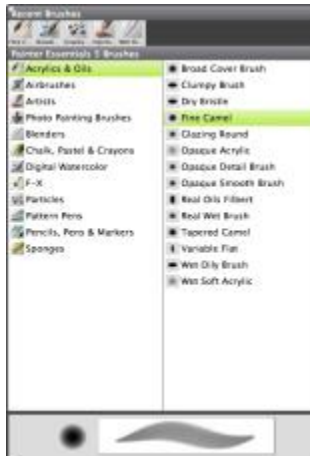 Recent Brushes
Painter Essentials 5 Brushes
Acrylics & Oils
Airbrushes
Artists
Photo Painting Brushes
Blenders
Chalk, Pastel & Crayons
Digital Watercolor
F-X
Particles
Pattern Pens
Pencils, Pens & Markers
Sponges
Broad Cover Brush
Clumpy Brush
Dry Bristle
Fine Camel
Glazing Round
Opaque Acrylic
Opaque Detail Brush
Opaque Smooth Brush
Real Oils Filbert
Real Wet Brush
Tapered Camel
Variable Flat
Wet Oily Brush
Wet Soft Acrylic